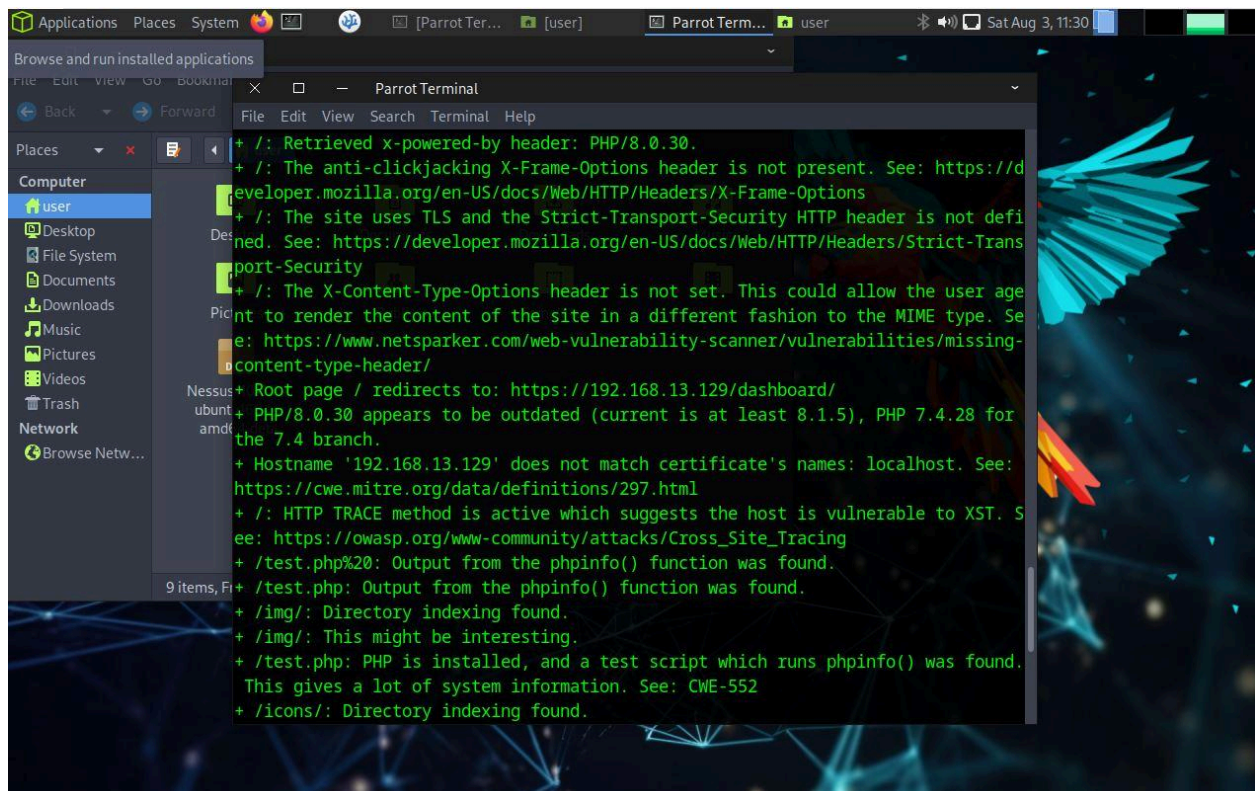 Applications Places System [Parrot Ter... [user] Parrot Term... user Sat Aug 3, 11:30
Browse and run installed applications
File Edit View Go Bookma
Back Forward
Places
Computer
user
Desktop
File System
Documents
Downloads
Music
Pictures
Videos
Trash
Network
Browse Netw...
Des
Pic
Nessus
ubunt
amd6
9 items, F
Parrot Terminal
File Edit View Search Terminal Help
+ /: Retrieved x-powered-by header: PHP/8.0.30.
+ /: The anti-clickjacking X-Frame-Options header is not present. See: https://d
eveloper.mozilla.org/en-US/docs/Web/HTTP/Headers/X-Frame-Options
+ /: The site uses TLS and the Strict-Transport-Security HTTP header is not defi
ned. See: https://developer.mozilla.org/en-US/docs/Web/HTTP/Headers/Strict-Trans
port-Security
+ /: The X-Content-Type-Options header is not set. This could allow the user age
nt to render the content of the site in a different fashion to the MIME type. Se
e: https://www.netsparker.com/web-vulnerability-scanner/vulnerabilities/missing-
content-type-header/
+ Root page / redirects to: https://192.168.13.129/dashboard/
+ PHP/8.0.30 appears to be outdated (current is at least 8.1.5), PHP 7.4.28 for
the 7.4 branch.
+ Hostname '192.168.13.129' does not match certificate's names: localhost. See:
https://cwe.mitre.org/data/definitions/297.html
+ /: HTTP TRACE method is active which suggests the host is vulnerable to XST. S
ee: https://owasp.org/www-community/attacks/Cross_Site_Tracing
+ /test.php%20: Output from the phpinfo() function was found.
+ /test.php: Output from the phpinfo() function was found.
+ /img/: Directory indexing found.
+ /img/: This might be interesting.
+ /test.php: PHP is installed, and a test script which runs phpinfo() was found.
This gives a lot of system information. See: CWE-552
+ /icons/: Directory indexing found.